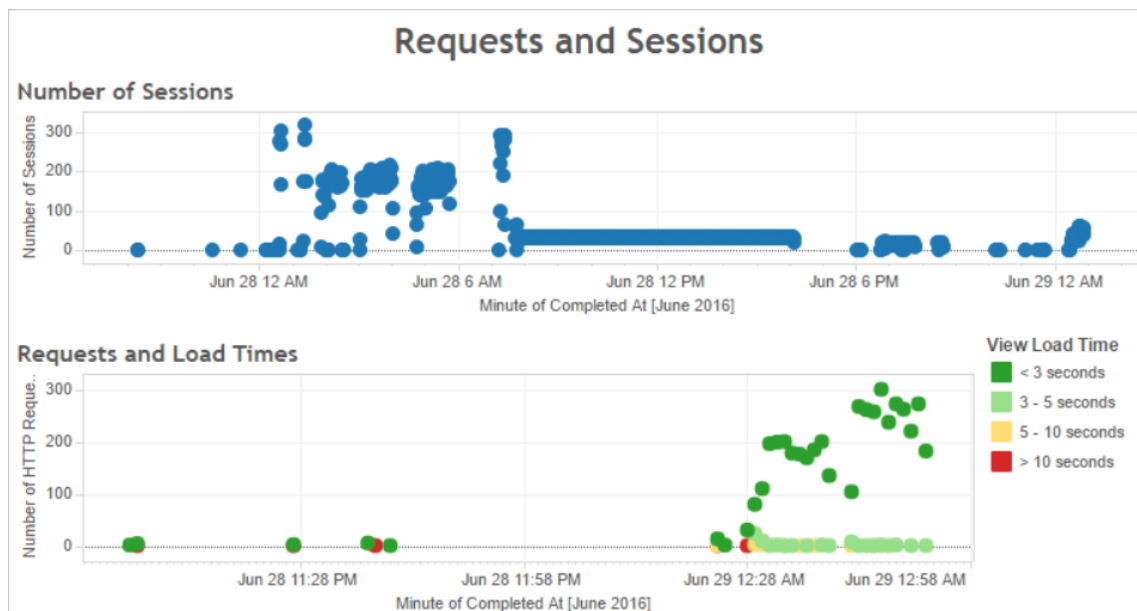 Requests and Sessions
Number of Sessions
Number of Sessions
300
200
100
0
Jun 28 12 AM
Jun 28 6 AM
Jun 28 12 PM
Jun 28 6 PM
Jun 29 12 AM
Minute of Completed At [June 2016]
Requests and Load Times
Number of HTTP Reque..
300
200
100
0
Jun 28 11:28 PM
Jun 28 11:58 PM
Jun 29 12:28 AM
Jun 29 12:58 AM
Minute of Completed At [June 2016]
View Load Time
< 3 seconds
3 - 5 seconds
5 - 10 seconds
> 10 seconds